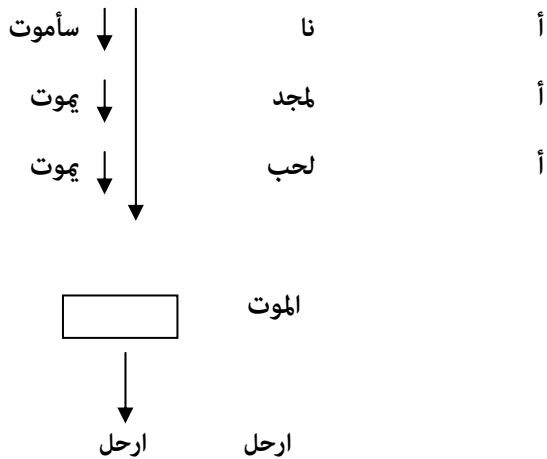 أ نا سأموت
أ لمجد يموت
أ لحب يموت
الموت
ارحل ارحل